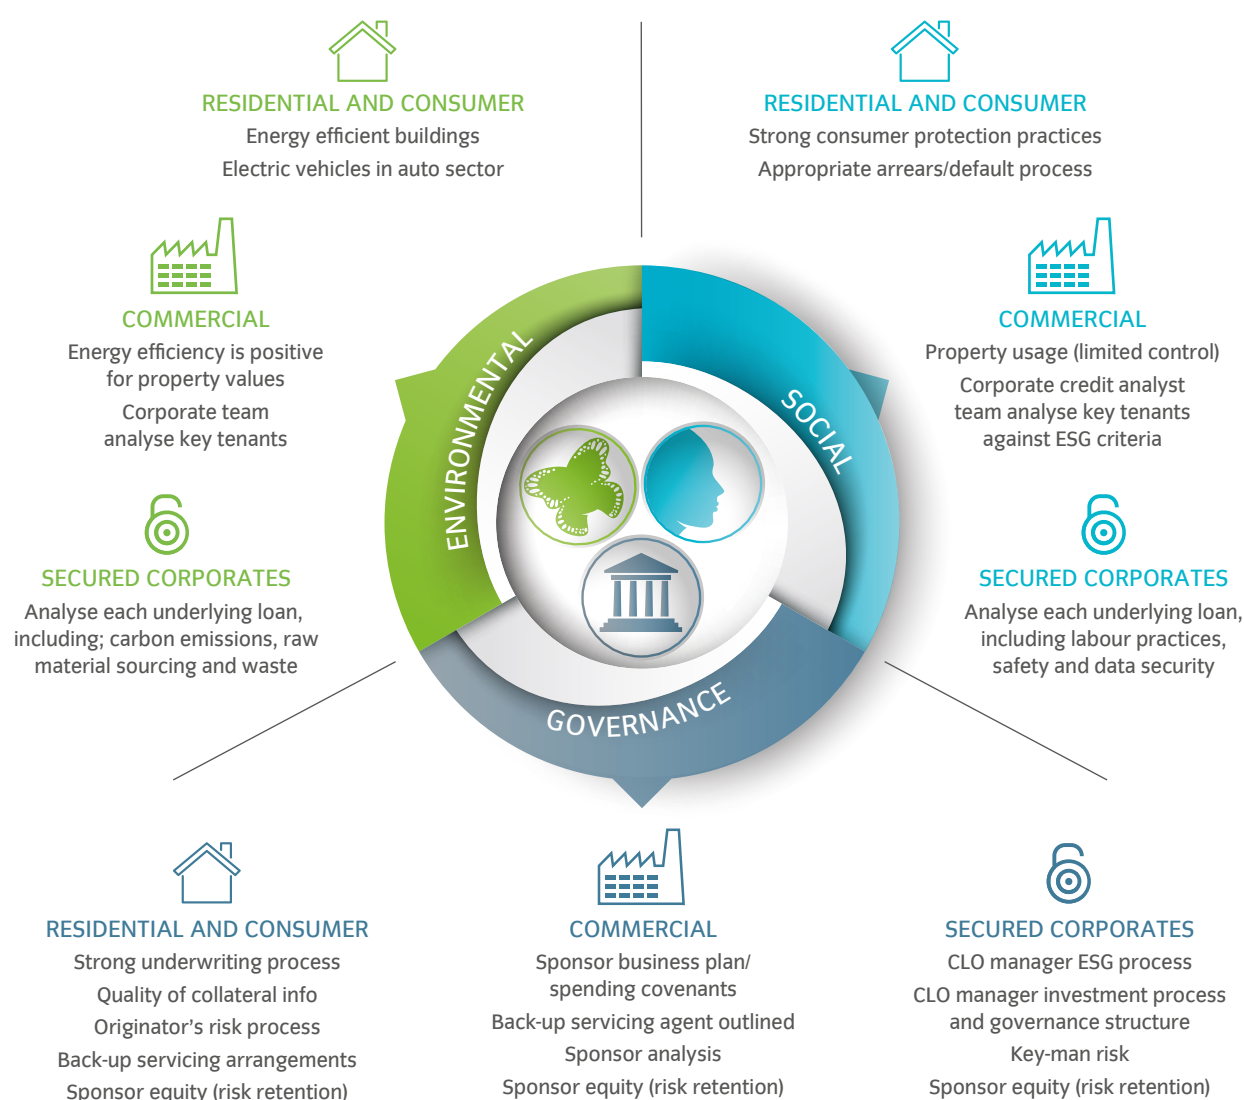 RESIDENTIAL AND CONSUMER
Energy efficient buildings
Electric vehicles in auto sector
RESIDENTIAL AND CONSUMER
Strong consumer protection practices
Appropriate arrears/default process
COMMERCIAL
Energy efficiency is positive
for property values
Corporate team
analyse key tenants
COMMERCIAL
Property usage (limited control)
Corporate credit analyst
team analyse key tenants
against ESG criteria
ENVIRONMENTAL
SOCIAL
GOVERNANCE
SECURED CORPORATES
Analyse each underlying loan,
including; carbon emissions, raw
material sourcing and waste
SECURED CORPORATES
Analyse each underlying loan,
including labour practices,
safety and data security
RESIDENTIAL AND CONSUMER
Strong underwriting process
Quality of collateral info
Originator’s risk process
Back-up servicing arrangements
Sponsor equity (risk retention)
COMMERCIAL
Sponsor business plan/
spending covenants
Back-up servicing agent outlined
Sponsor analysis
Sponsor equity (risk retention)
SECURED CORPORATES
CLO manager ESG process
CLO manager investment process
and governance structure
Key-man risk
Sponsor equity (risk retention)